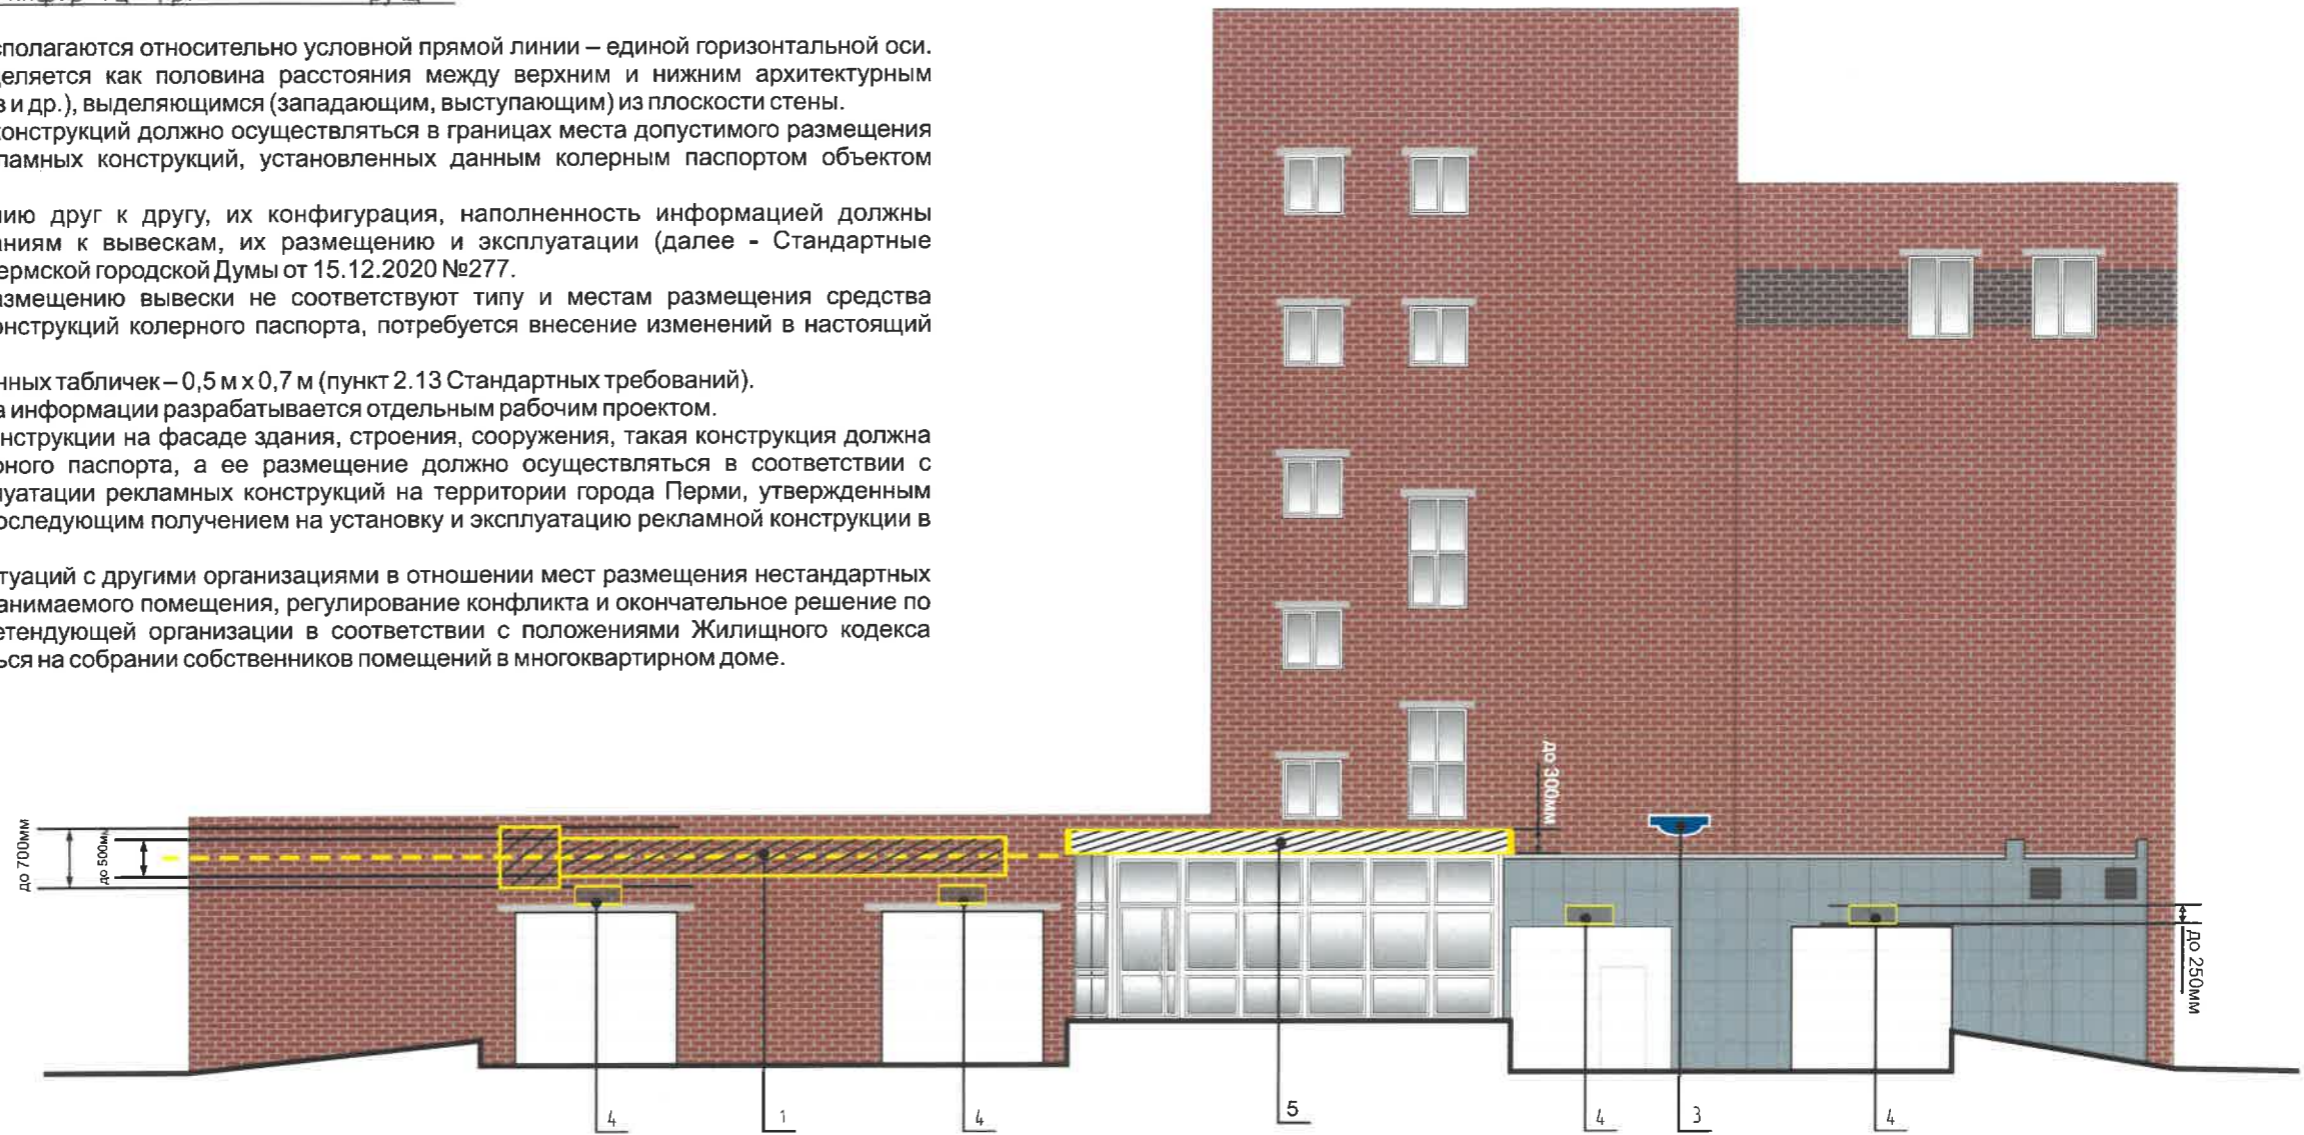 сполагаются относительно условной прямой линии – единой горизонтальной оси.
деляется как половина расстояния между верхним и нижним архитектурным
в и др.), выделяющимся (западающим, выступающим) из плоскости стены.
конструкций должно осуществляться в границах места допустимого размещения
ламных конструкций, установленных данным колерным паспортом объектом
нию друг к другу, их конфигурация, наполненность информацией должны
аниям к вывескам, их размещению и эксплуатации (далее - Стандартные
ермской городской Думы от 15.12.2020 №277.
азмещению вывески не соответствуют типу и местам размещения средства
онструкций колерного паспорта, потребуется внесение изменений в настоящий
нных табличек – 0,5 м х 0,7 м (пункт 2.13 Стандартных требований).
а информации разрабатывается отдельным рабочим проектом.
нструкции на фасаде здания, строения, сооружения, такая конструкция должна
рного паспорта, а ее размещение должно осуществляться в соответствии с
луатации рекламных конструкций на территории города Перми, утвержденным
оследующим получением на установку и эксплуатацию рекламной конструкции в
туаций с другими организациями в отношении мест размещения нестандартных
анимаемого помещения, регулирование конфликта и окончательное решение по
етендующей организации в соответствии с положениями Жилищного кодекса
ься на собрании собственников помещений в многоквартирном доме.
до 300мм
до 700мм
до 500мм
до 250мм
4
1
4
5
4
3
4